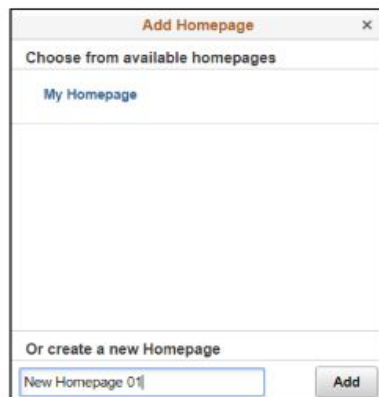 Add Homepage ×
Choose from available homepages
My Homepage
Or create a new Homepage
New Homepage 01
Add